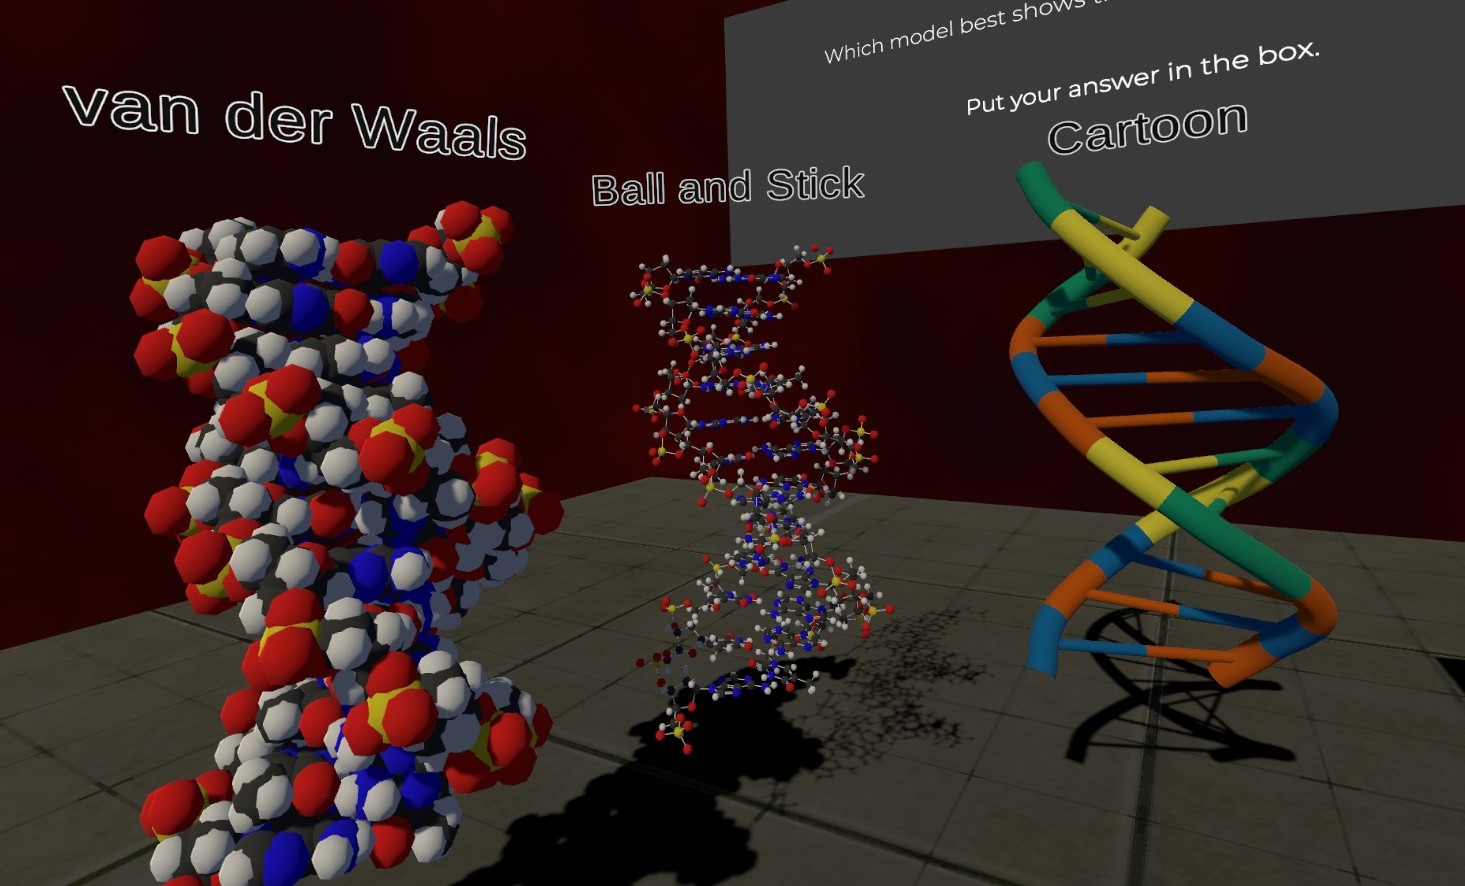 Which model best shows
Put your answer in the box.
van der Waals
Ball and Stick
Cartoon